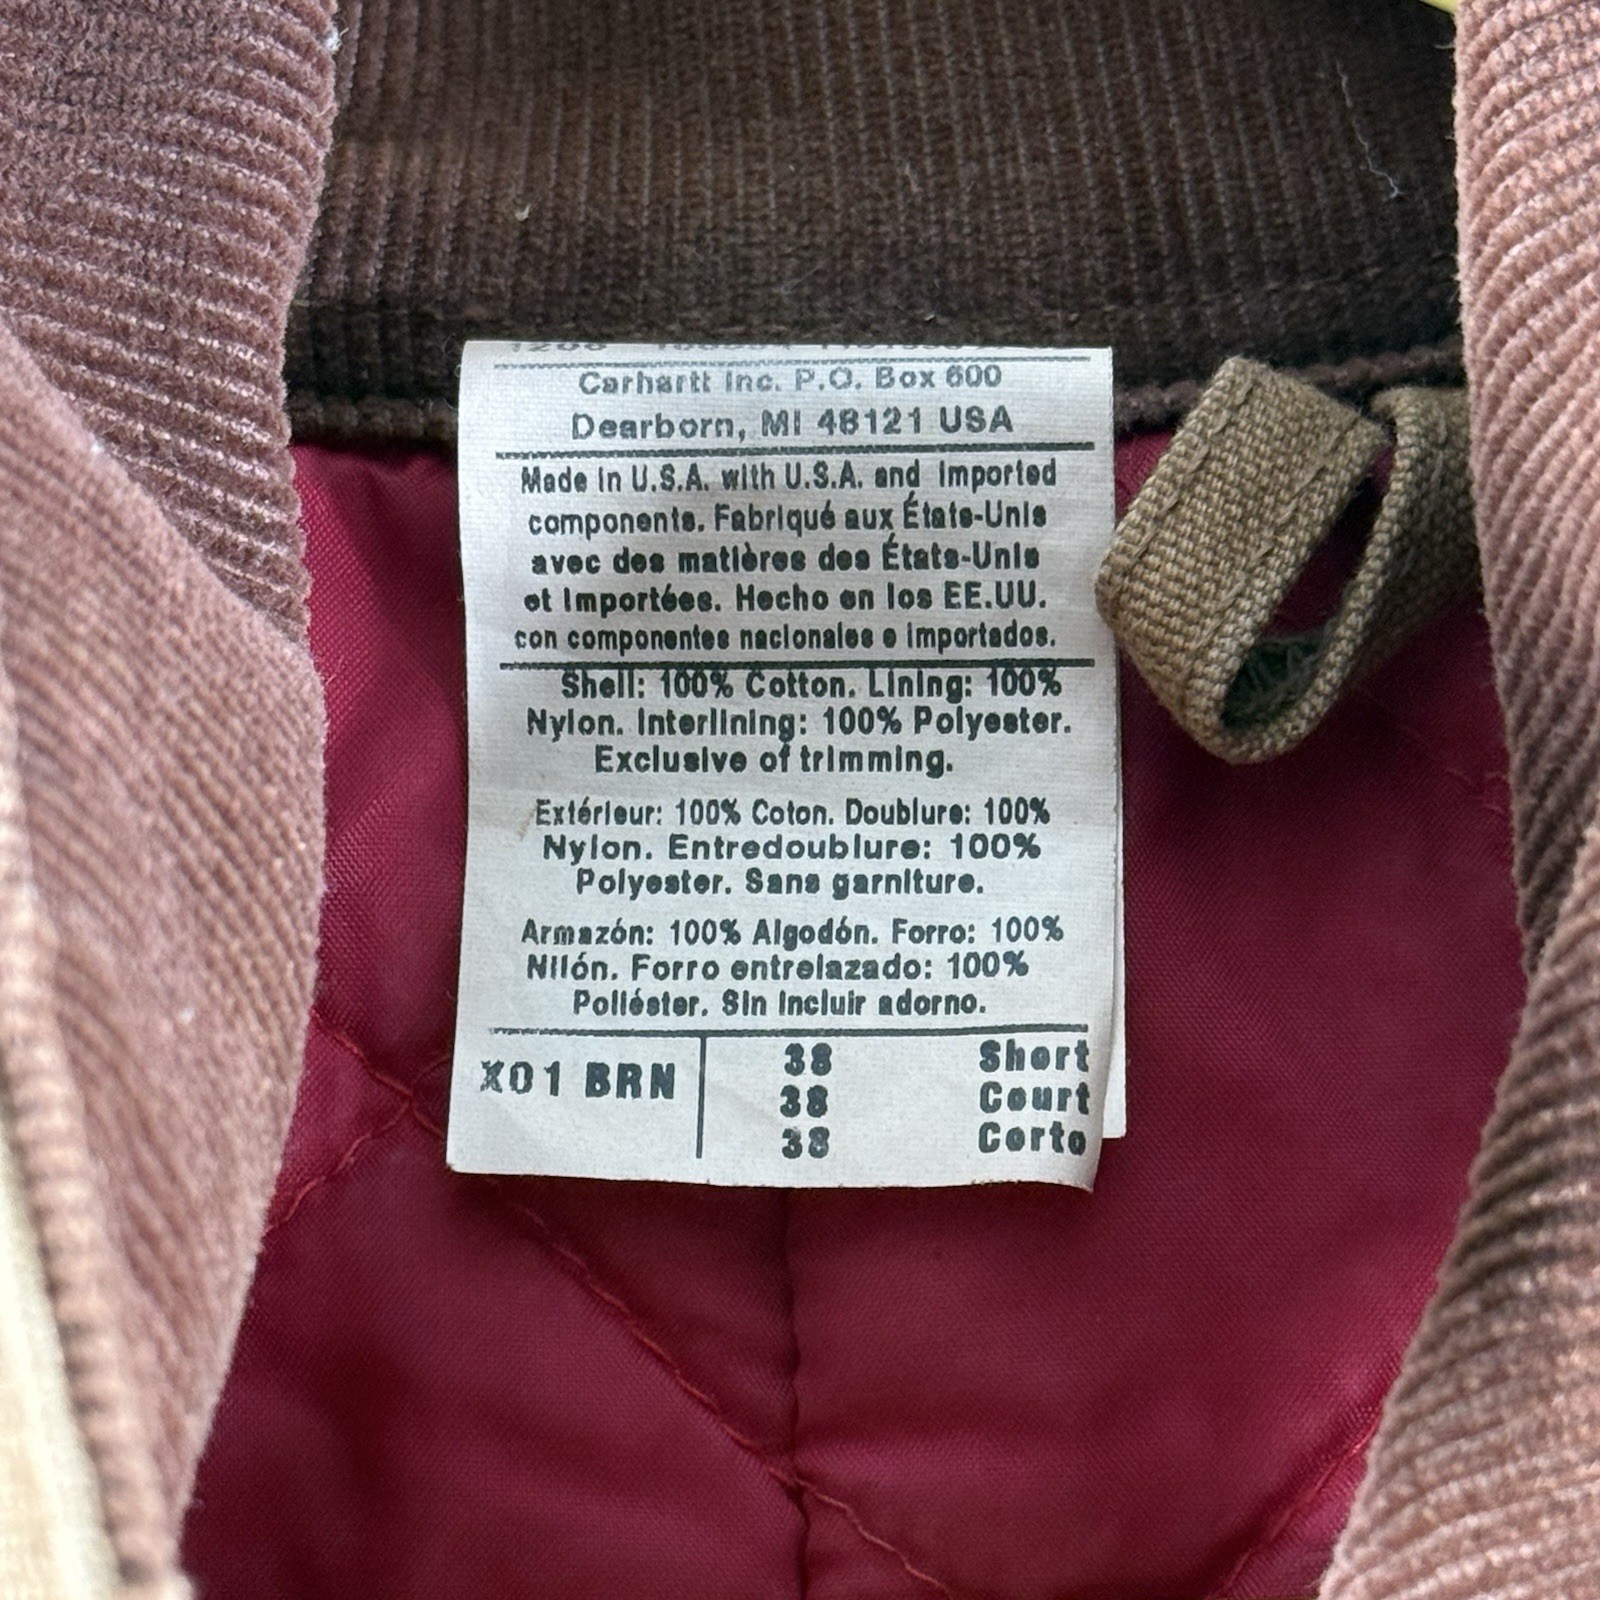 Carhartt Inc. P.O. Box 600
Dearborn, MI 48121 USA
Made in U.S.A. with U.S.A. and Imported
components. Fabriqué aux États-Unis
avec des matières des États-Unis
et Importées. Hecho en los EE.UU.
con componentes nacionales e importados.
Shell: 100% Cotton. Lining: 100%
Nylon. Interlining: 100% Polyester.
Exclusive of trimming.
Extérieur: 100% Coton. Doublure: 100%
Nylon. Entredoublure: 100%
Polyester. Sans garniture.
Armazón: 100% Algodón. Forro: 100%
Nilón. Forro entrelazado: 100%
Poliéster. Sin incluir adorno.
X01 BRN
38 Short
38 Court
38 Corto